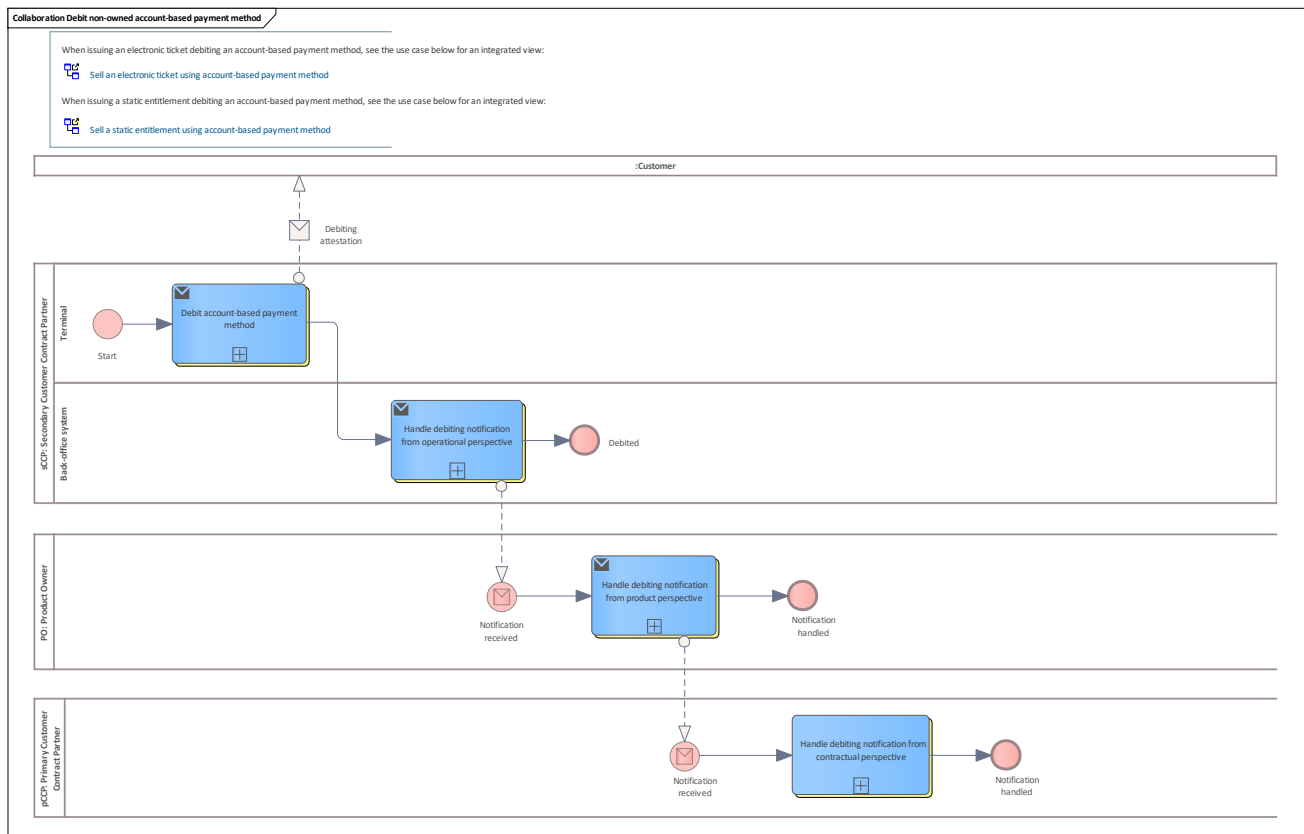 Collaboration Debit non-owned account-based payment method
When issuing an electronic ticket debiting an account-based payment method, see the use case below for an integrated view:
Sell an electronic ticket using account-based payment method
When issuing a static entitlement debiting an account-based payment method, see the use case below for an integrated view:
Sell a static entitlement using account-based payment method
:Customer
Debiting
attestation
sCCP: Secondary Customer Contract Partner
Terminal
Start
Debit account-based payment
method
Back-office system
Handle debiting notification
from operational perspective
Debited
PO: Product Owner
Notification
received
Handle debiting notification
from product perspective
Notification
handled
pCCP: Primary Customer
Contract Partner
Notification
received
Handle debiting notification from
contractual perspective
Notification
handled